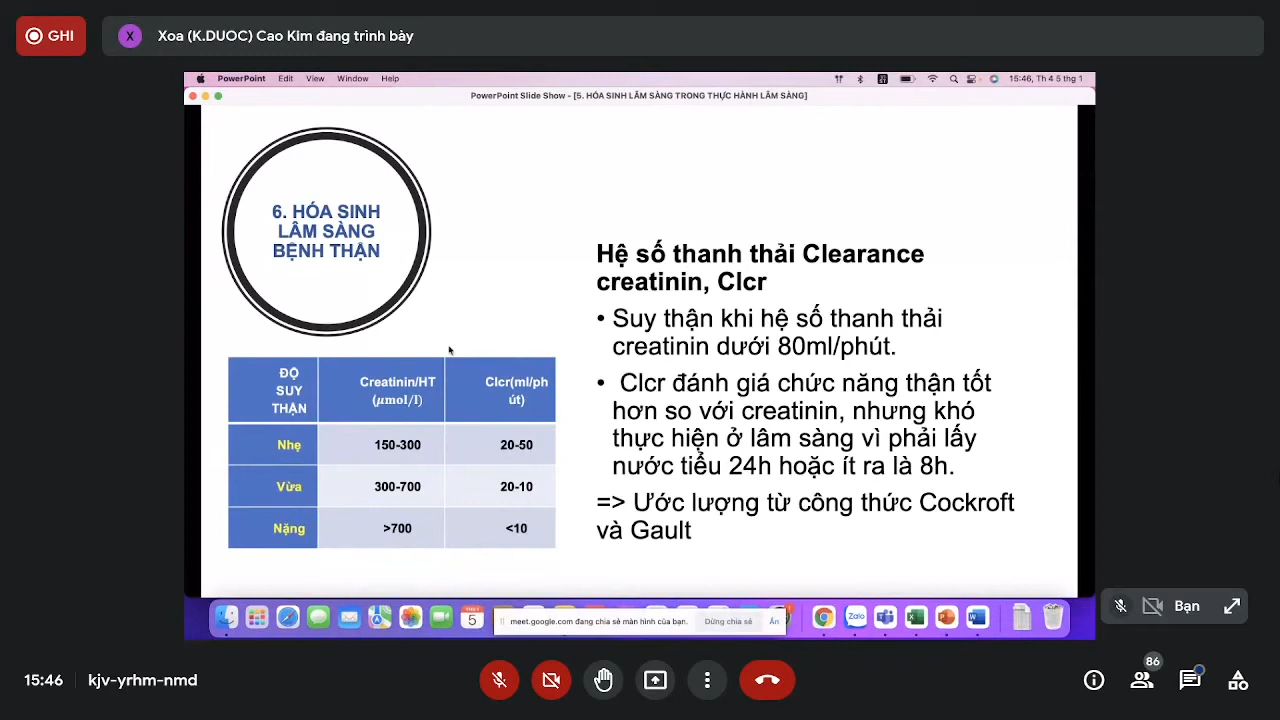 GHI
X
Xoa (K.DUOC) Cao Kim đang trình bày
PowerPoint Edit View Window Help
15:46, Th 4 5 thg 1
PowerPoint Slide Show - [5. HÓA SINH LÂM SÀNG TRONG THỰC HÀNH LÂM SÀNG]
6. HÓA SINH
LÂM SÀNG
BỆNH THẬN
Hệ số thanh thải Clearance
creatinin, Clcr
• Suy thận khi hệ số thanh thải
creatinin dưới 80ml/phút.
• Clcr đánh giá chức năng thận tốt
hơn so với creatinin, nhưng khó
thực hiện ở lâm sàng vì phải lấy
nước tiểu 24h hoặc ít ra là 8h.
=> Ước lượng từ công thức Cockroft
và Gault
ĐỘ
SUY
THẬN
Creatinin/HT
(μmol/l)
Clcr(ml/ph
út)
Nhẹ 150-300 20-50
Vừa 300-700 20-10
Nặng >700 <10
5
meet.google.com đang chia sẻ màn hình của bạn. Dừng chia sẻ Ẩn
Zalo
Bạn
15:46 kjv-yrhm-nmd
86